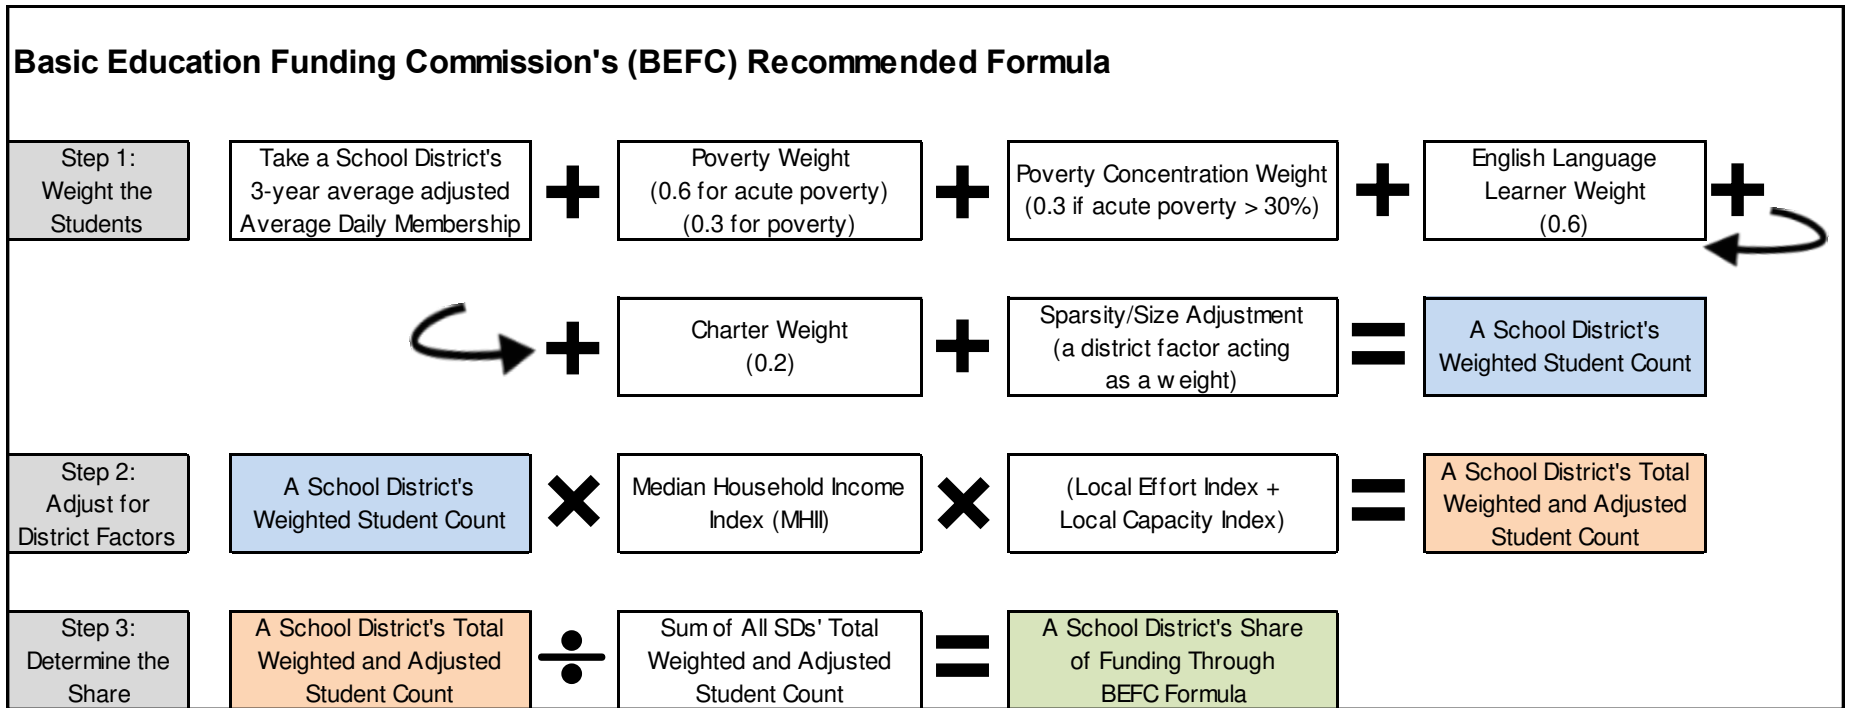 Basic Education Funding Commission's (BEFC) Recommended Formula
Step 1:
Weight the
Students
Take a School District's
3-year average adjusted
Average Daily Membership
+
Poverty Weight
(0.6 for acute poverty)
(0.3 for poverty)
+
Poverty Concentration Weight
(0.3 if acute poverty > 30%)
+
English Language
Learner Weight
(0.6)
+
+
Charter Weight
(0.2)
+
Sparsity/Size Adjustment
(a district factor acting
as a weight)
=
A School District's
Weighted Student Count
Step 2:
Adjust for
District Factors
A School District's
Weighted Student Count
×
Median Household Income
Index (MHII)
×
(Local Effort Index +
Local Capacity Index)
=
A School District's Total
Weighted and Adjusted
Student Count
Step 3:
Determine the
Share
A School District's Total
Weighted and Adjusted
Student Count
÷
Sum of All SDs' Total
Weighted and Adjusted
Student Count
=
A School District's Share
of Funding Through
BEFC Formula